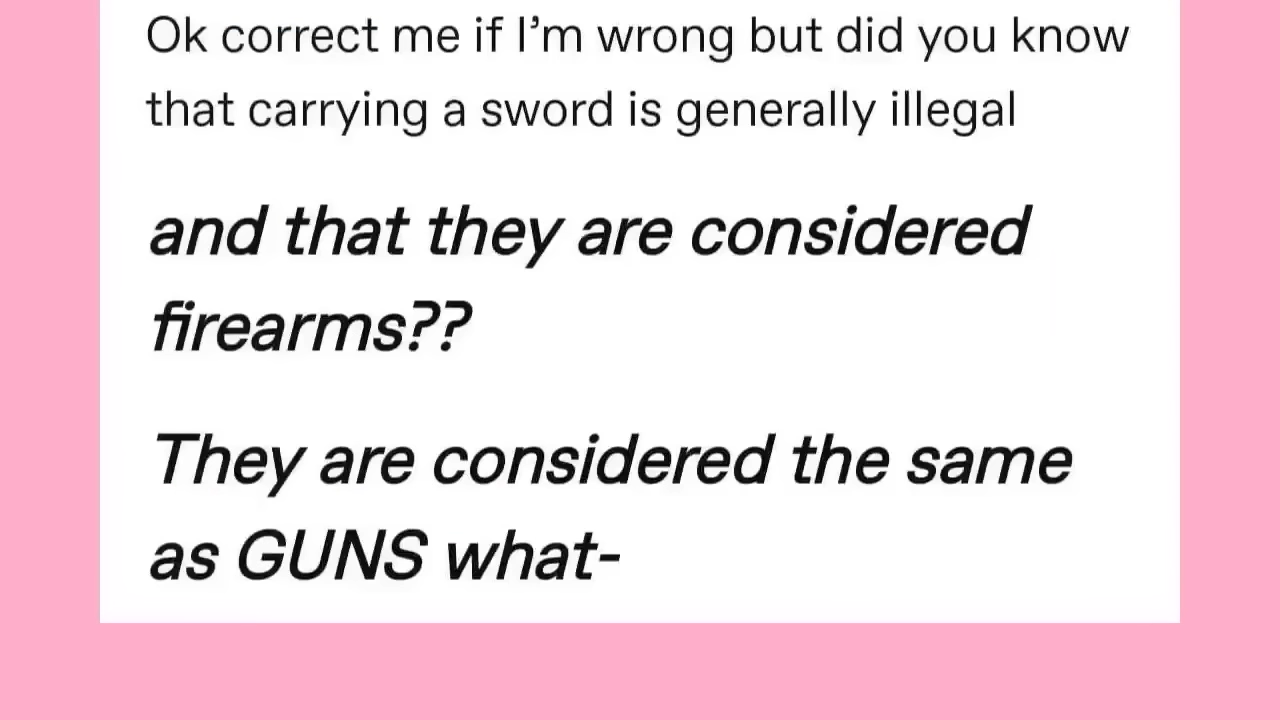 Ok correct me if I’m wrong but did you know
that carrying a sword is generally illegal
and that they are considered
firearms??
They are considered the same
as GUNS what-